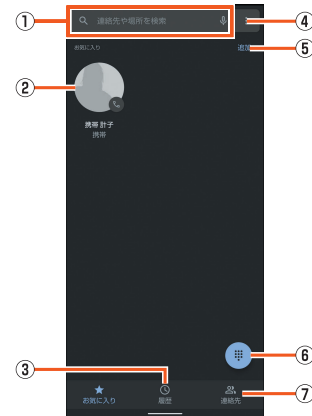 ①
連絡先や場所を検索
④
お気に入り
追加
⑤
②
携帯 計子
携帯
③
⑥
お気に入り
履歴
連絡先
⑦